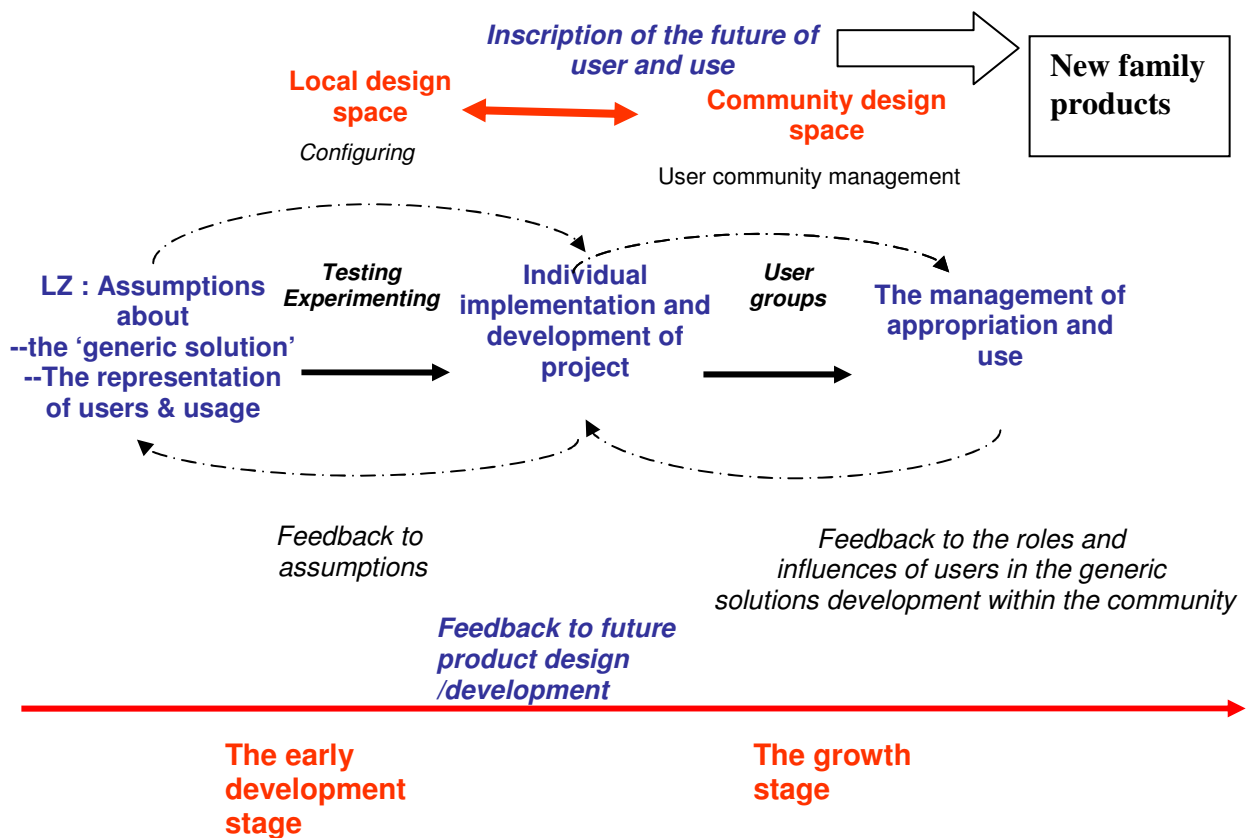 Inscription of the future of
user and use
New family
products
Local design
space
Community design
space
Configuring
User community management
LZ : Assumptions
about
--the ‘generic solution’
--The representation
of users & usage
Testing
Experimenting
Individual
implementation and
development of
project
User
groups
The management of
appropriation and
use
Feedback to
assumptions
Feedback to the roles and
influences of users in the generic
solutions development within the community
Feedback to future
product design
/development
The early
development
stage
The growth
stage